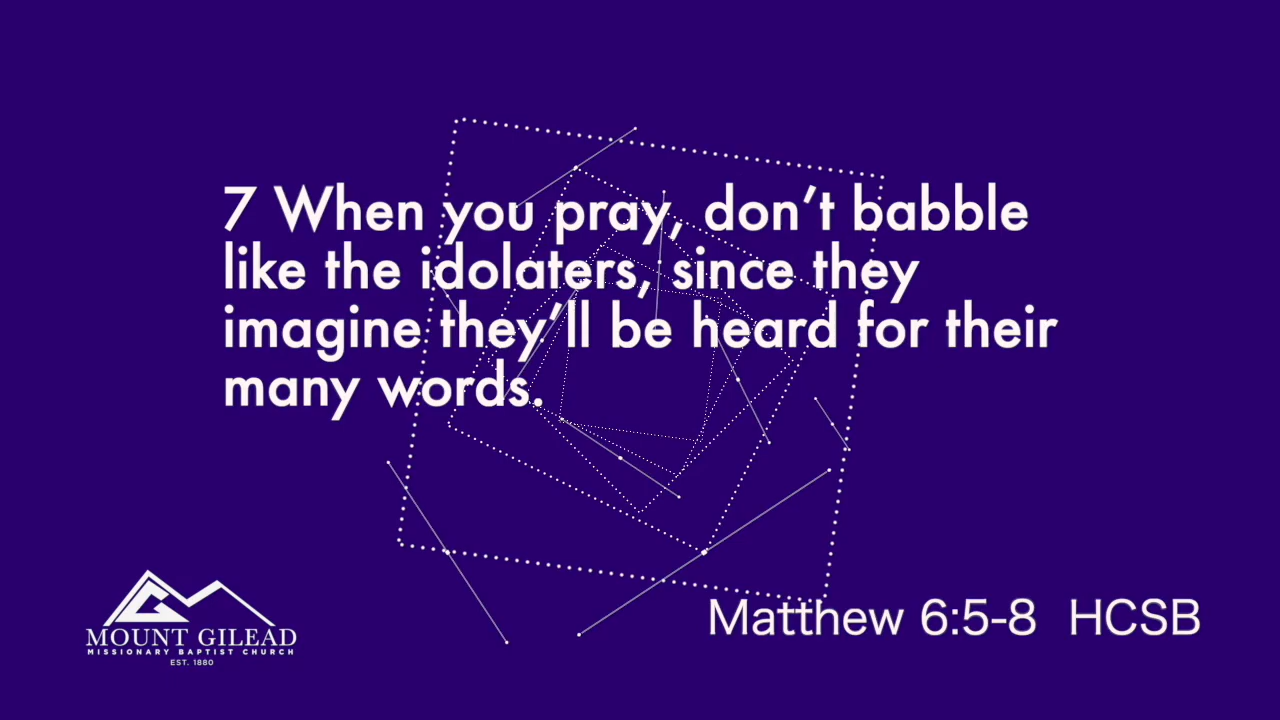 7 When you pray, don’t babble
like the idolaters, since they
imagine they’ll be heard for their
many words.
Matthew 6:5-8 HCSB
MOUNT GILEAD
MISSIONARY BAPTIST CHURCH
EST. 1880